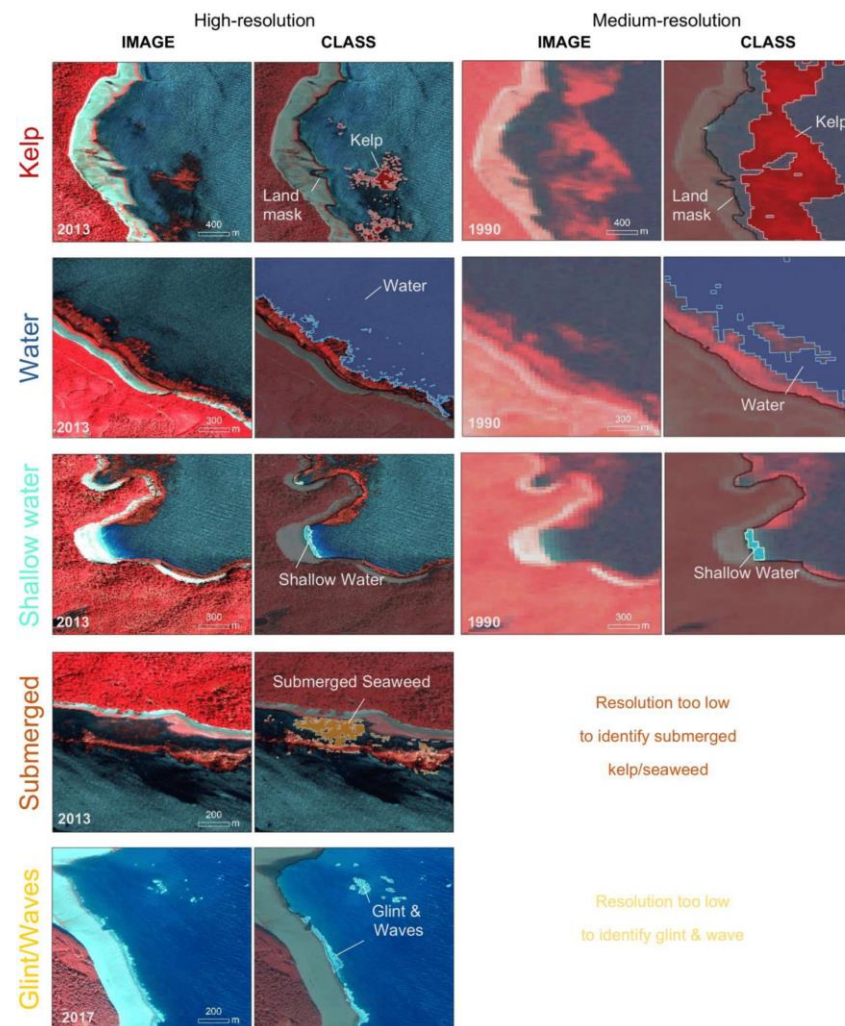 High-resolution
Medium-resolution
IMAGE
CLASS
IMAGE
CLASS
Kelp
Kelp
Land
mask
2013
400
m
Kelp
Land
mask
1990
400
m
Water
Water
2013
300
m
Water
1990
300
m
Shallow water
Shallow Water
2013
300
m
Shallow Water
1990
300
m
Submerged
Submerged Seaweed
2013
200
m
Resolution too low
to identify submerged
kelp/seaweed
Glint/Waves
Glint &
Waves
2017
200
m
Resolution too low
to identify glint & wave